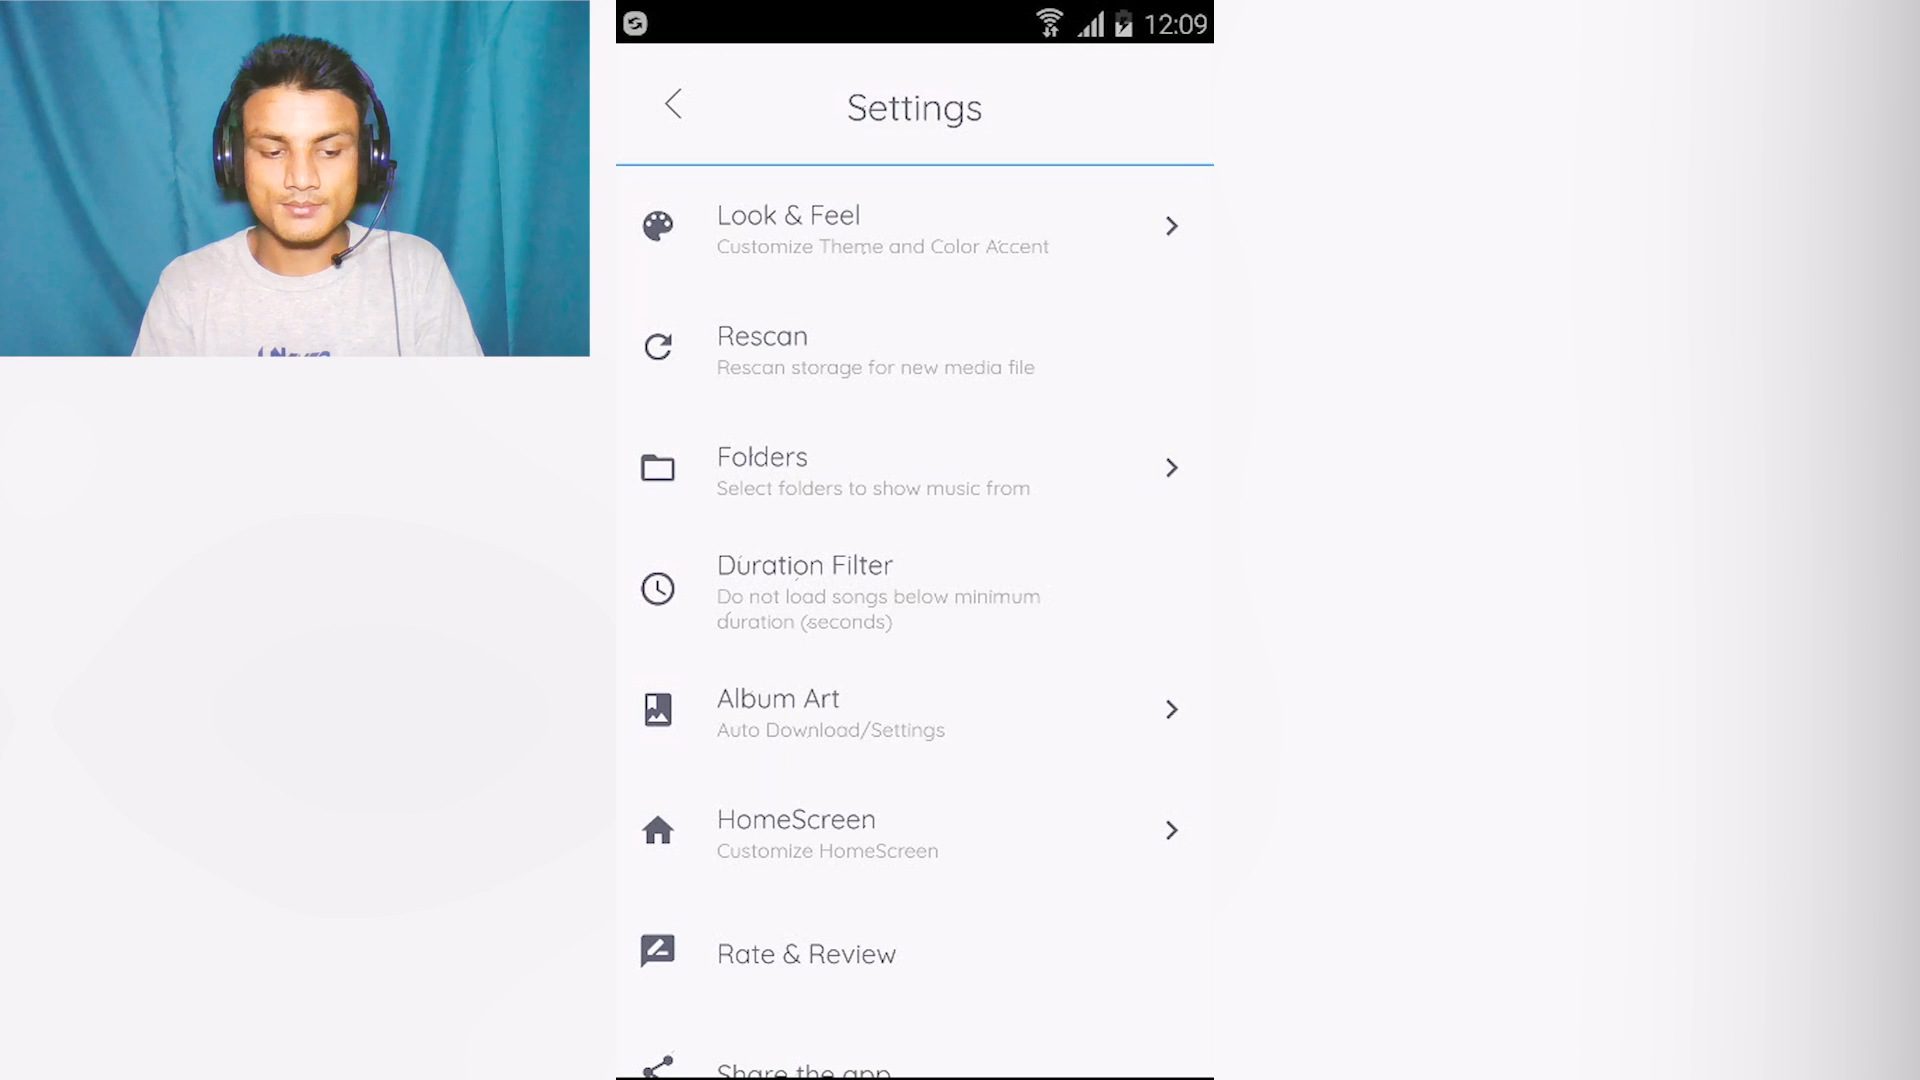 12:09
Settings
Look & Feel
Customize Theme and Color Accent
Rescan
Rescan storage for new media file
Folders
Select folders to show music from
Duration Filter
Do not load songs below minimum
duration (seconds)
Album Art
Auto Download/Settings
HomeScreen
Customize HomeScreen
Rate & Review
Share the app